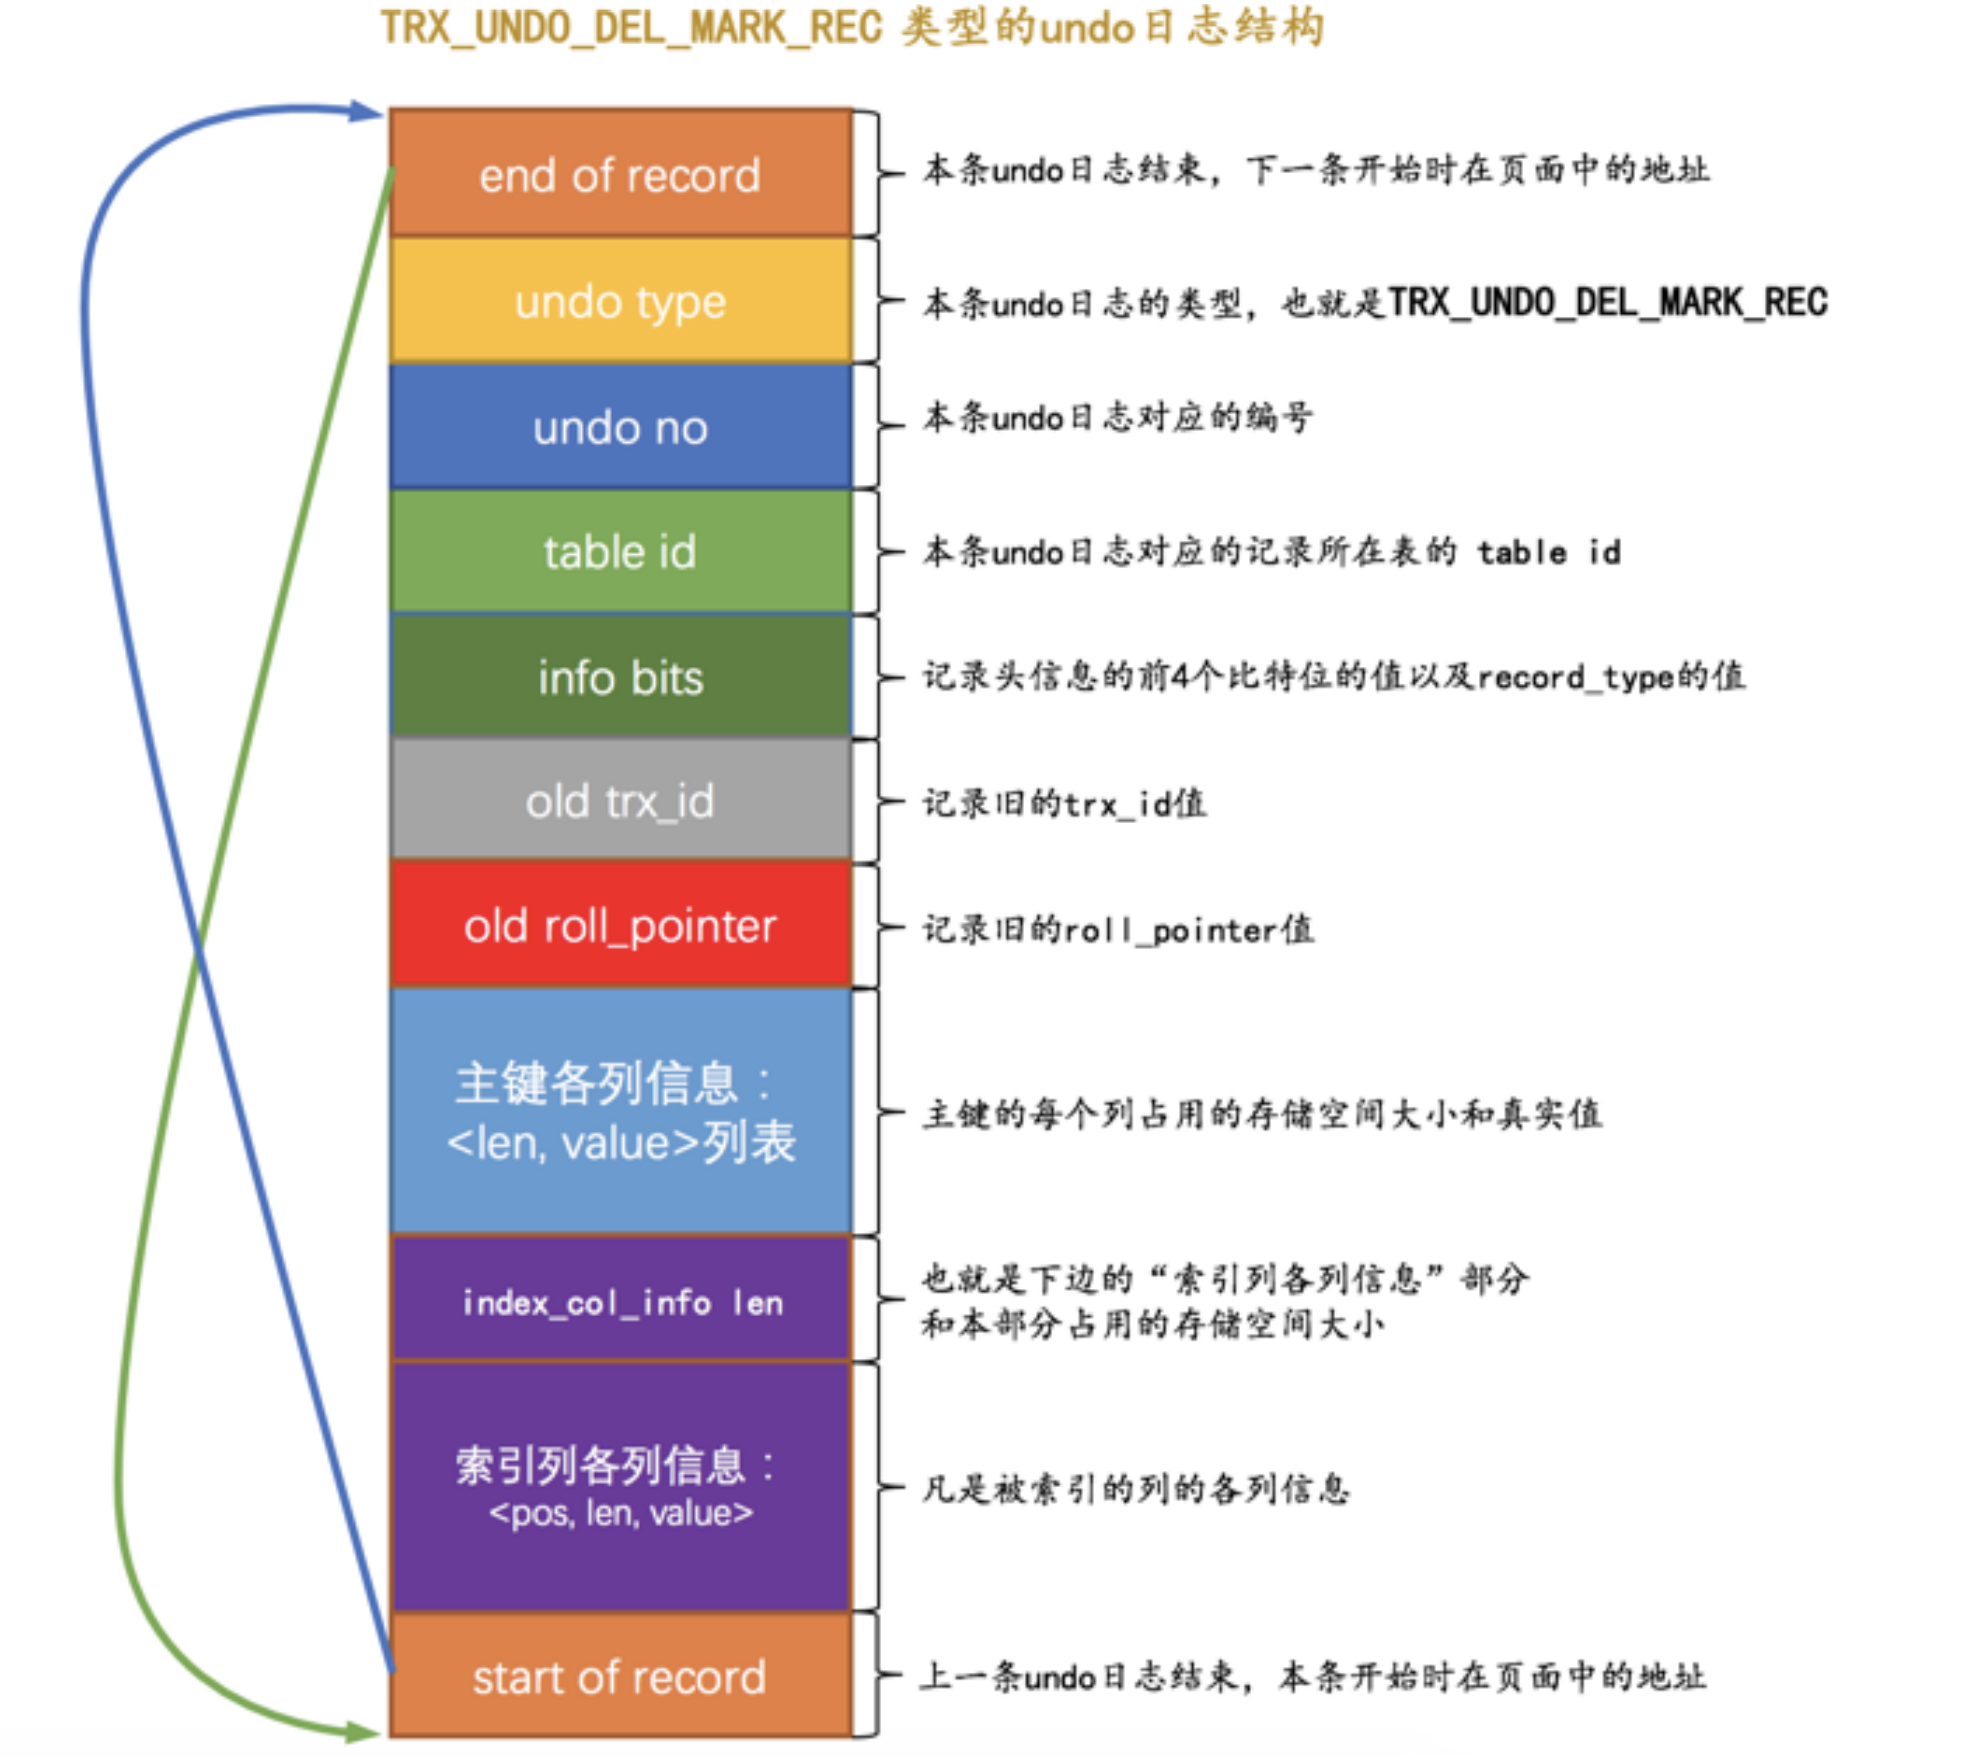 TRX_UNDO_DEL_MARK_REC 类型的undo日志结构
end of record
本条undo日志结束，下一条开始时在页面中的地址
undo type
本条undo日志的类型，也就是TRX_UNDO_DEL_MARK_REC
undo no
本条undo日志对应的编号
table id
本条undo日志对应的记录所在表的 table id
info bits
记录头信息的前4个比特位的值以及record_type的值
old trx_id
记录旧的trx_id值
old roll_pointer
记录旧的roll_pointer值
主键各列信息：
<len, value>列表
主键的每个列占用的存储空间大小和真实值
index_col_info len
也就是下边的“索引列各列信息”部分
和本部分占用的存储空间大小
索引列各列信息：
<pos, len, value>
凡是被索引的列的各列信息
start of record
上一条undo日志结束，本条开始时在页面中的地址